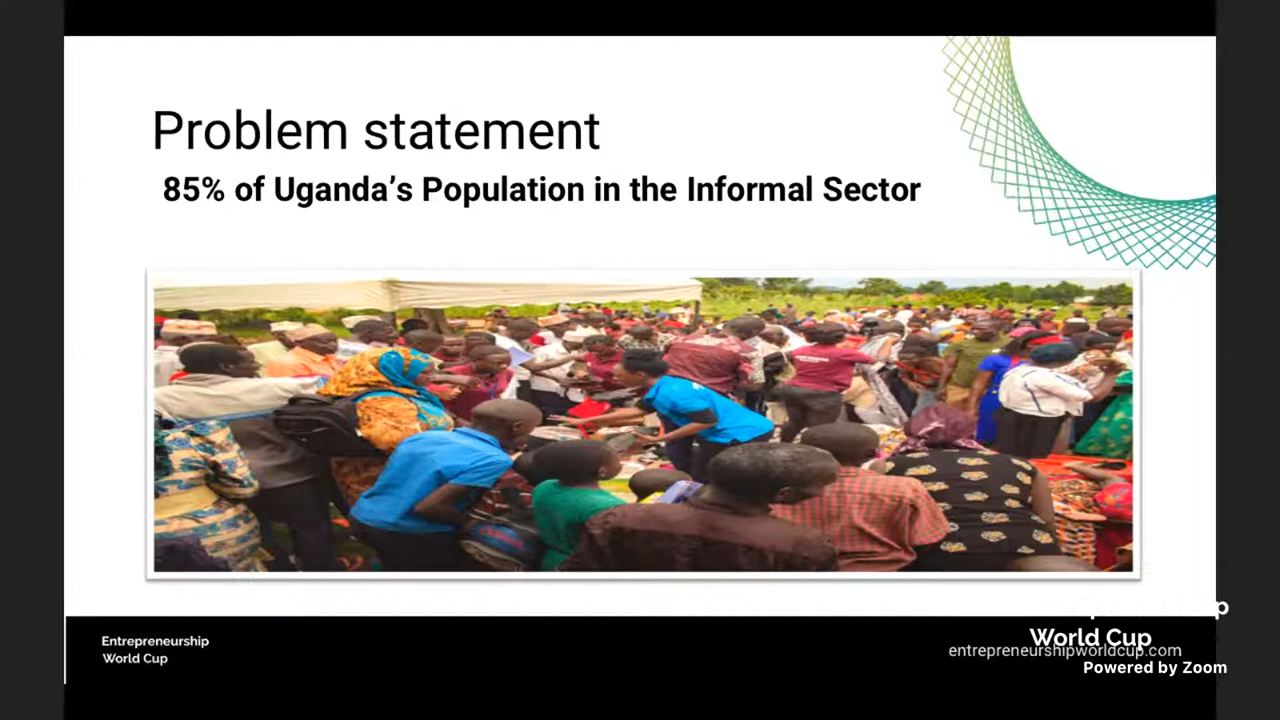 Problem statement
85% of Uganda’s Population in the Informal Sector
Entrepreneurship
World Cup
World Cup
entrepreneurshipworldcup.com
Powered by Zoom